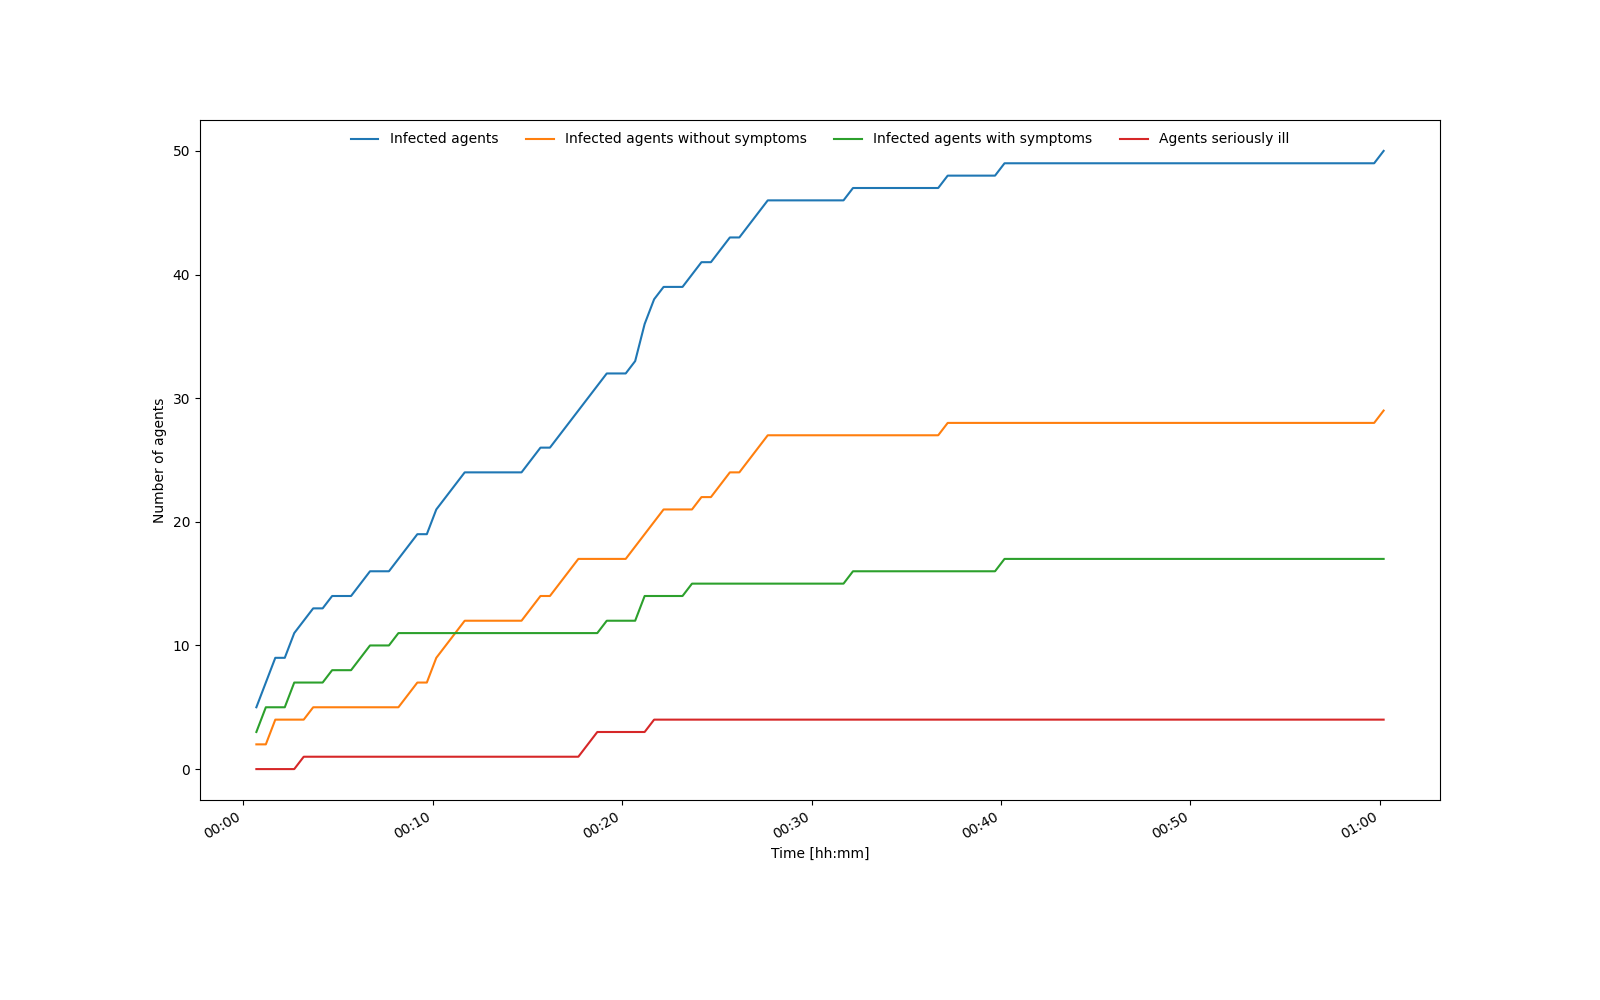 Infected agents Infected agents without symptoms Infected agents with symptoms Agents seriously ill
50
40
30
20
10
0
Number of agents
00:00 00:10 00:20 00:30 00:40 00:50 01:00
Time [hh:mm]